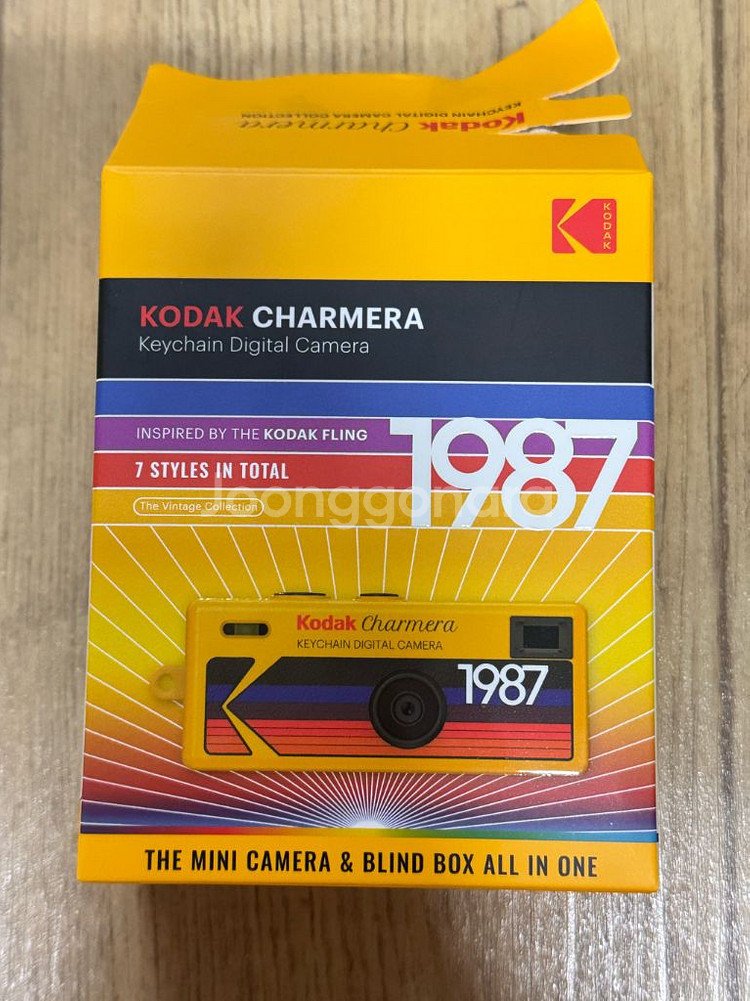 Kodak Charmera
KEYCHAIN DIGITAL CAMERA COLLECTION
KODAK
KODAK CHARMERA
Keychain Digital Camera
INSPIRED BY THE KODAK FLING
1987
7 STYLES IN TOTAL
The Vintage Collection
Joonggonara
Kodak Charmera
KEYCHAIN DIGITAL CAMERA
1987
THE MINI CAMERA & BLIND BOX ALL IN ONE